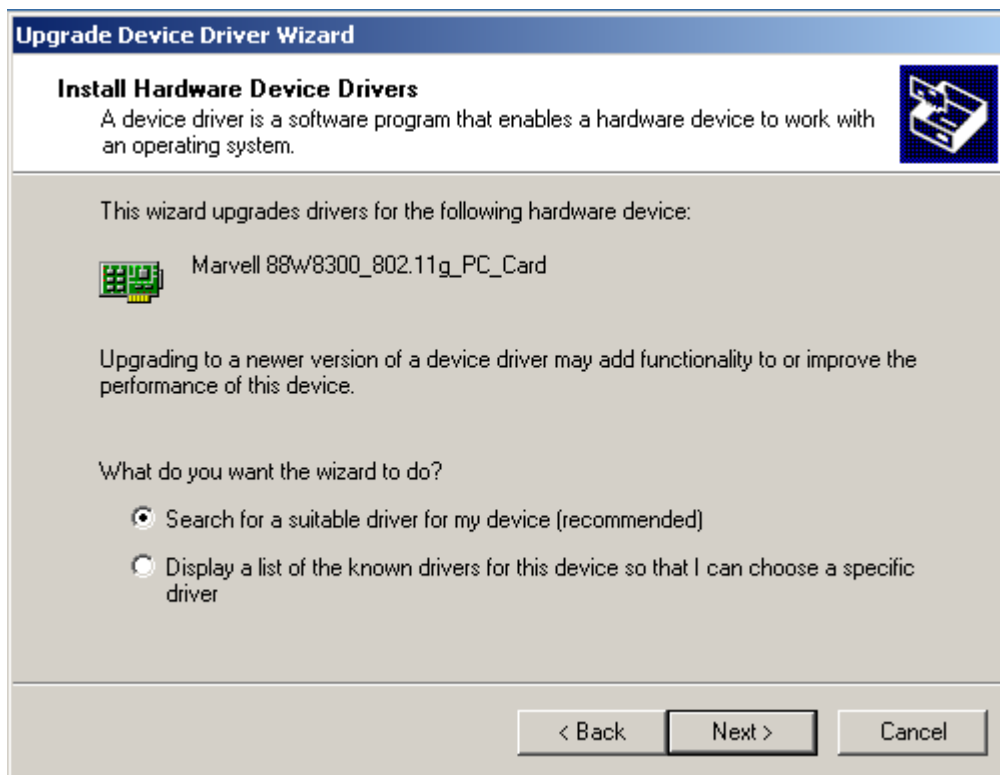 Upgrade Device Driver Wizard
Install Hardware Device Drivers
A device driver is a software program that enables a hardware device to work with
an operating system.
This wizard upgrades drivers for the following hardware device:
Marvell 88W8300_802.11g_PC_Card
Upgrading to a newer version of a device driver may add functionality to or improve the
performance of this device.
What do you want the wizard to do?
Search for a suitable driver for my device (recommended)
Display a list of the known drivers for this device so that I can choose a specific
driver
< Back Next > Cancel